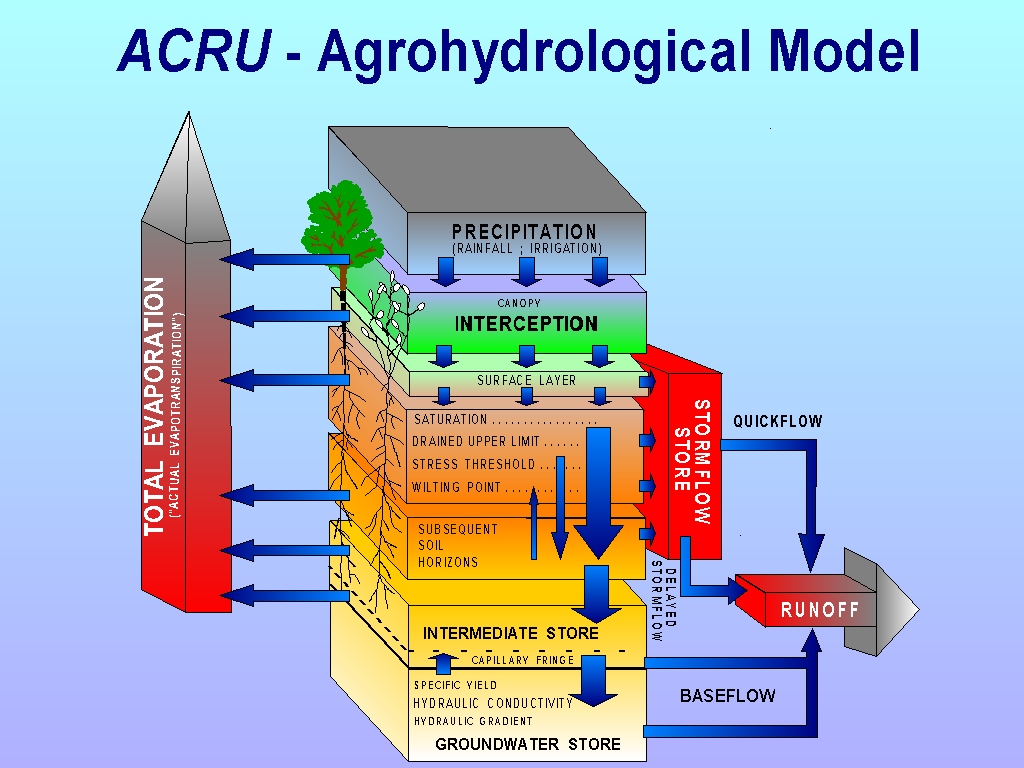 ACRU - Agrohydrological Model
TOTAL EVAPORATION
("ACTUAL EVAPOTRANSPIRATION")
PRECIPITATION
(RAINFALL ; IRRIGATION)
CANOPY
INTERCEPTION
SURFACE LAYER
SATURATION . . . . . . . . . . . . . . . . .
DRAINED UPPER LIMIT . . . . . .
STRESS THRESHOLD . . . . . . .
WILTING POINT . . . . . . . . . . . .
SUBSEQUENT
SOIL
HORIZONS
INTERMEDIATE STORE
CAPILLARY FRINGE
SPECIFIC YIELD
HYDRAULIC CONDUCTIVITY
HYDRAULIC GRADIENT
GROUNDWATER STORE
STORMFLOW
STORE
QUICKFLOW
DELAYED
STORMFLOW
RUNOFF
BASEFLOW